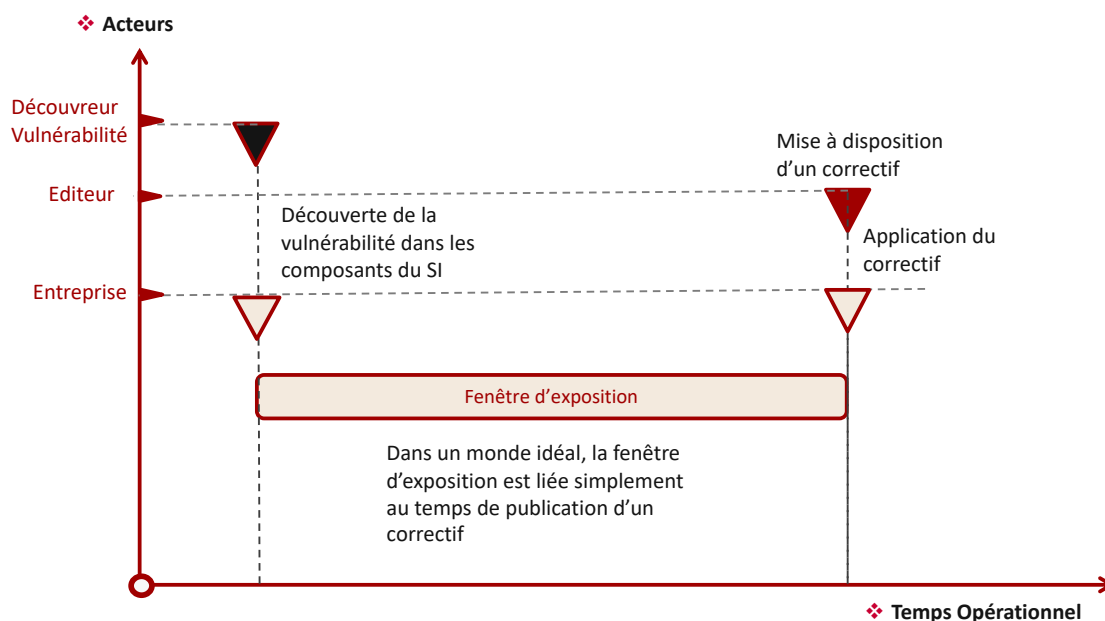 ❖ Acteurs
Découvreur
Vulnérabilité
Mise à disposition
d’un correctif
Editeur
Découverte de la
vulnérabilité dans les
composants du SI
Application du
correctif
Entreprise
Fenêtre d’exposition
Dans un monde idéal, la fenêtre
d’exposition est liée simplement
au temps de publication d’un
correctif
❖ Temps Opérationnel